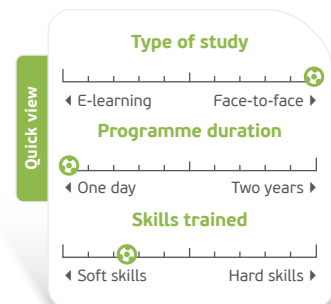 Quick view
Type of study
E-learning Face-to-face
Programme duration
One day Two years
Skills trained
Soft skills Hard skills